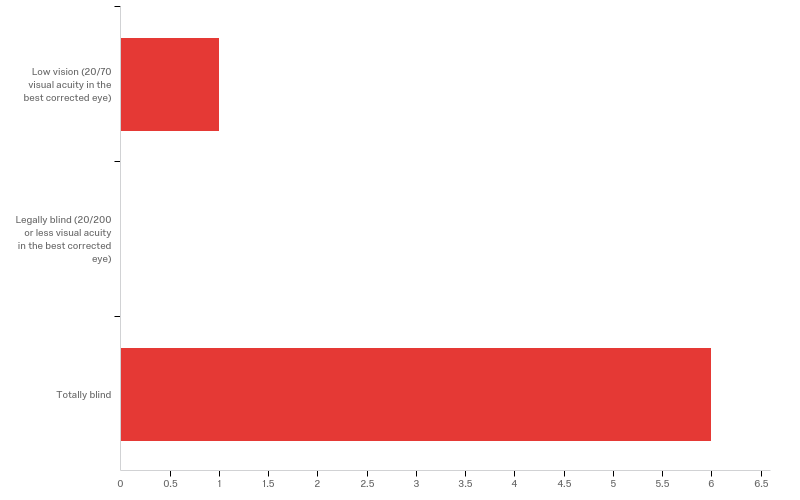 Low vision (20/70
visual acuity in the
best corrected eye)
Legally blind (20/200
or less visual acuity
in the best corrected
eye)
Totally blind
0 0.5 1 1.5 2 2.5 3 3.5 4 4.5 5 5.5 6 6.5